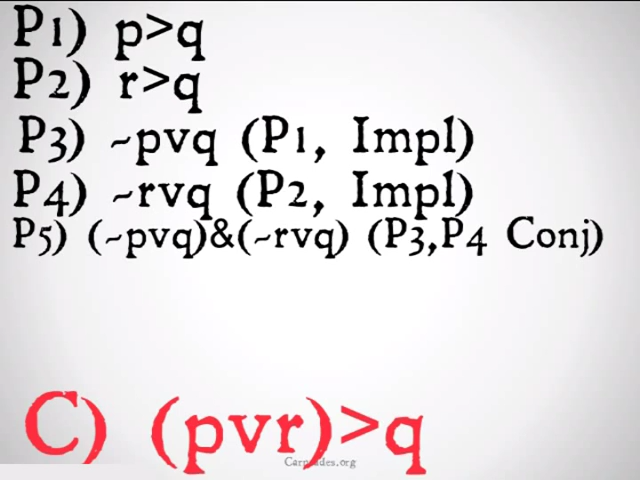 P1) p>q
P2) r>q
P3) ~pvq (P1, Impl)
P4) ~rvq (P2, Impl)
P5) (~pvq)&(~rvq) (P3,P4 Conj)
C) (pvr)>q
Carneades.org